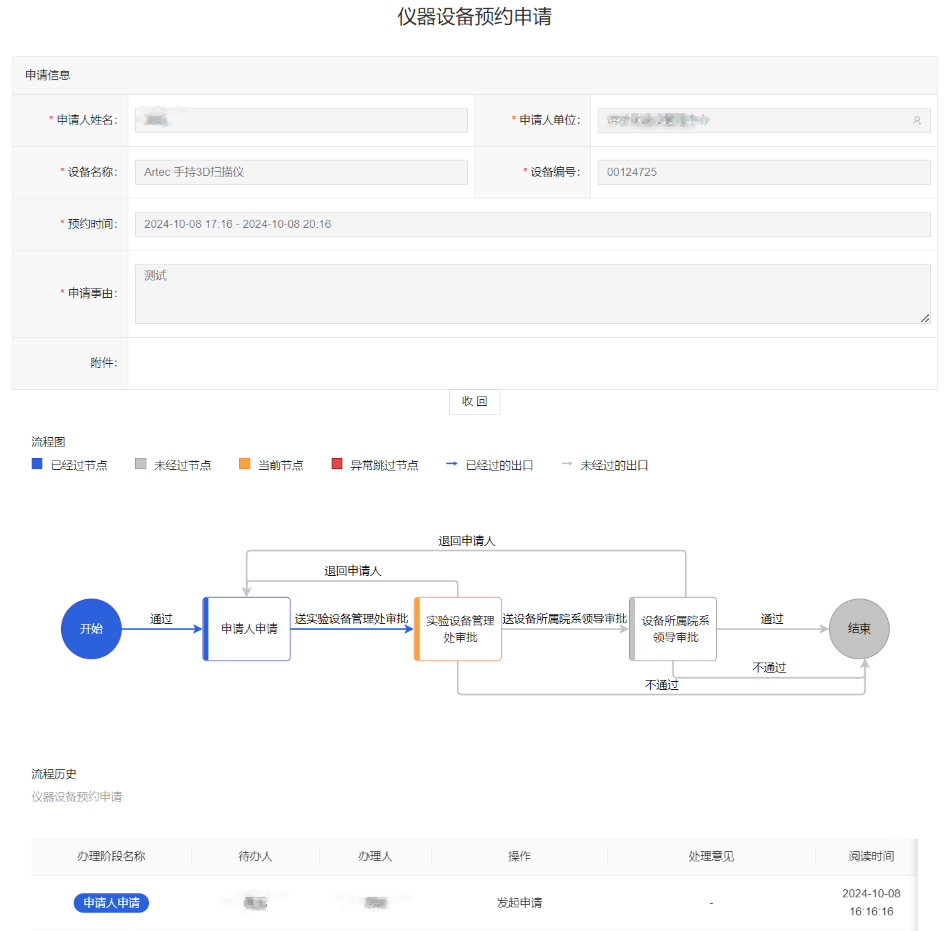 仪器设备预约申请
申请信息
* 申请人姓名:
* 申请人单位:
* 设备名称: Artec 手持3D扫描仪
* 设备编号: 00124725
* 预约时间: 2024-10-08 17:16 - 2024-10-08 20:16
* 申请事由: 测试
附件:
收 回
流程图
已经过节点 未经过节点 当前节点 异常跳过节点 已经过的出口 未经过的出口
退回申请人
退回申请人
开始
通过
申请人申请
送实验设备管理处审批
实验设备管理
处审批
送设备所属院系领导审批
设备所属院系
领导审批
通过
结束
不通过
不通过
流程历史
仪器设备预约申请
办理阶段名称 待办人 办理人 操作 处理意见 阅读时间
申请人申请 发起申请 - 2024-10-08
16:16:16